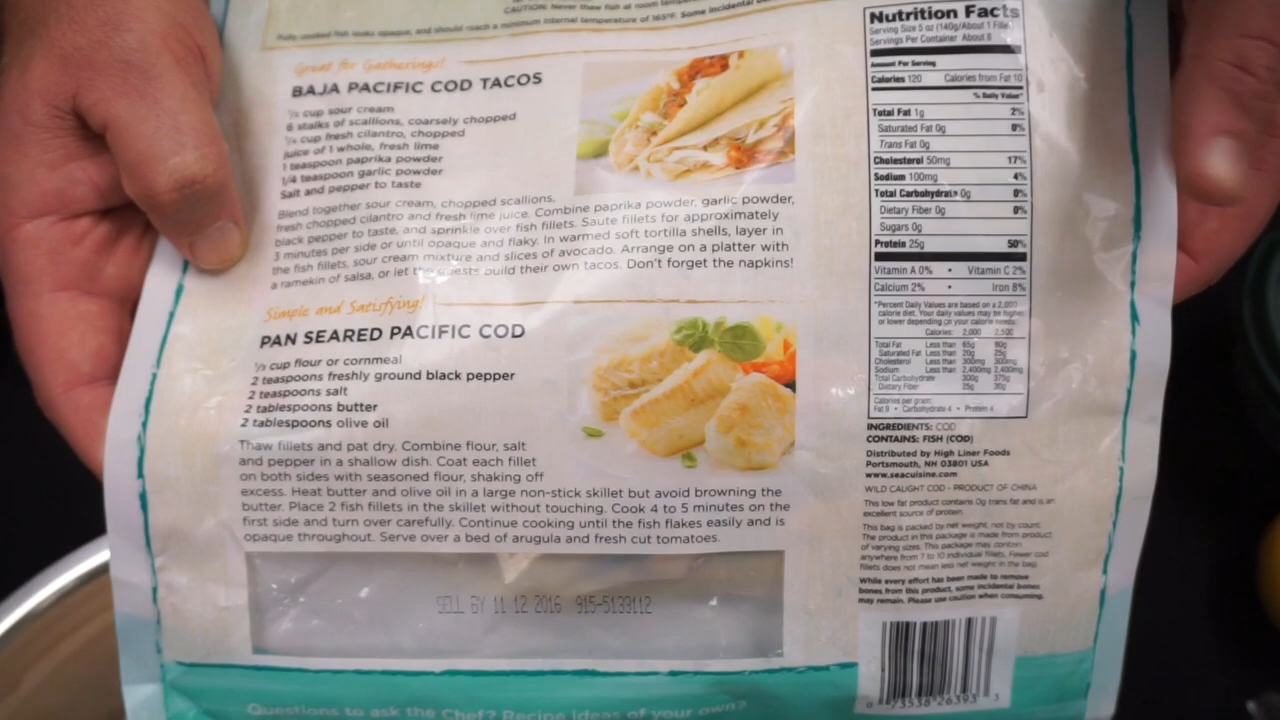 CAUTION: Never thaw fish at room
Fully cooked fish looks opaque, and should reach a minimum internal temperature of 165°F. Some incidental
Great for Gatherings!
BAJA PACIFIC COD TACOS
cup sour cream
6 stalks of scallions, coarsely chopped
cup fresh cilantro, chopped
juice of 1 whole, fresh lime
1 teaspoon paprika powder
1/4 teaspoon garlic powder
Salt and pepper to taste
Blend together sour cream, chopped scallions,
fresh chopped cilantro and fresh lime juice. Combine paprika powder, garlic powder,
black pepper to taste, and sprinkle over fish fillets. Saute fillets for approximately
3 minutes per side or until opaque and flaky. In warmed soft tortilla shells, layer in
the fish fillets, sour cream mixture and slices of avocado. Arrange on a platter with
a ramekin of salsa, or let the guests build their own tacos. Don't forget the napkins!
Simple and Satisfying!
PAN SEARED PACIFIC COD
⅓ cup flour or cornmeal
2 teaspoons freshly ground black pepper
2 teaspoons salt
2 tablespoons butter
2 tablespoons olive oil
Thaw fillets and pat dry. Combine flour, salt
and pepper in a shallow dish. Coat each fillet
on both sides with seasoned flour, shaking off
excess. Heat butter and olive oil in a large non-stick skillet but avoid browning the
butter. Place 2 fish fillets in the skillet without touching. Cook 4 to 5 minutes on the
first side and turn over carefully. Continue cooking until the fish flakes easily and is
opaque throughout. Serve over a bed of arugula and fresh cut tomatoes.
SELL BY 11 12 2016 915-5133112
Questions to ask the Chef? Recipe ideas of your own?
Nutrition Facts
Serving Size 5 oz (140g/About 1 Fillet)
Servings Per Container About 8
Amount Per Serving
Calories 120 Calories from Fat 10
% Daily Value*
Total Fat 1g 2%
Saturated Fat 0g 0%
Trans Fat 0g
Cholesterol 50mg 17%
Sodium 100mg 4%
Total Carbohydrate 0g 0%
Dietary Fiber 0g 0%
Sugars 0g
Protein 25g 50%
Vitamin A 0% • Vitamin C 2%
Calcium 2% • Iron 8%
*Percent Daily Values are based on a 2,000
calorie diet. Your daily values may be higher
or lower depending on your calorie needs:
Calories: 2,000 2,500
Total Fat Less than 65g 80g
Saturated Fat Less than 20g 25g
Cholesterol Less than 300mg 300mg
Sodium Less than 2,400mg 2,400mg
Total Carbohydrate 300g 375g
Dietary Fiber 25g 30g
Calories per gram:
Fat 9 • Carbohydrate 4 • Protein 4
INGREDIENTS: COD
CONTAINS: FISH (COD)
Distributed by High Liner Foods
Portsmouth, NH 03801 USA
www.seacuisine.com
WILD CAUGHT COD - PRODUCT OF CHINA
This low fat product contains 0g trans fat and is an
excellent source of protein.
This bag is packed by net weight, not by count.
The product in this package is made from product
of varying sizes. This package may contain
anywhere from 7 to 10 individual fillets. Fewer cod
fillets does not mean less net weight in the bag.
While every effort has been made to remove
bones from this product, some incidental bones
may remain. Please use caution when consuming.
0 73538 26393 3